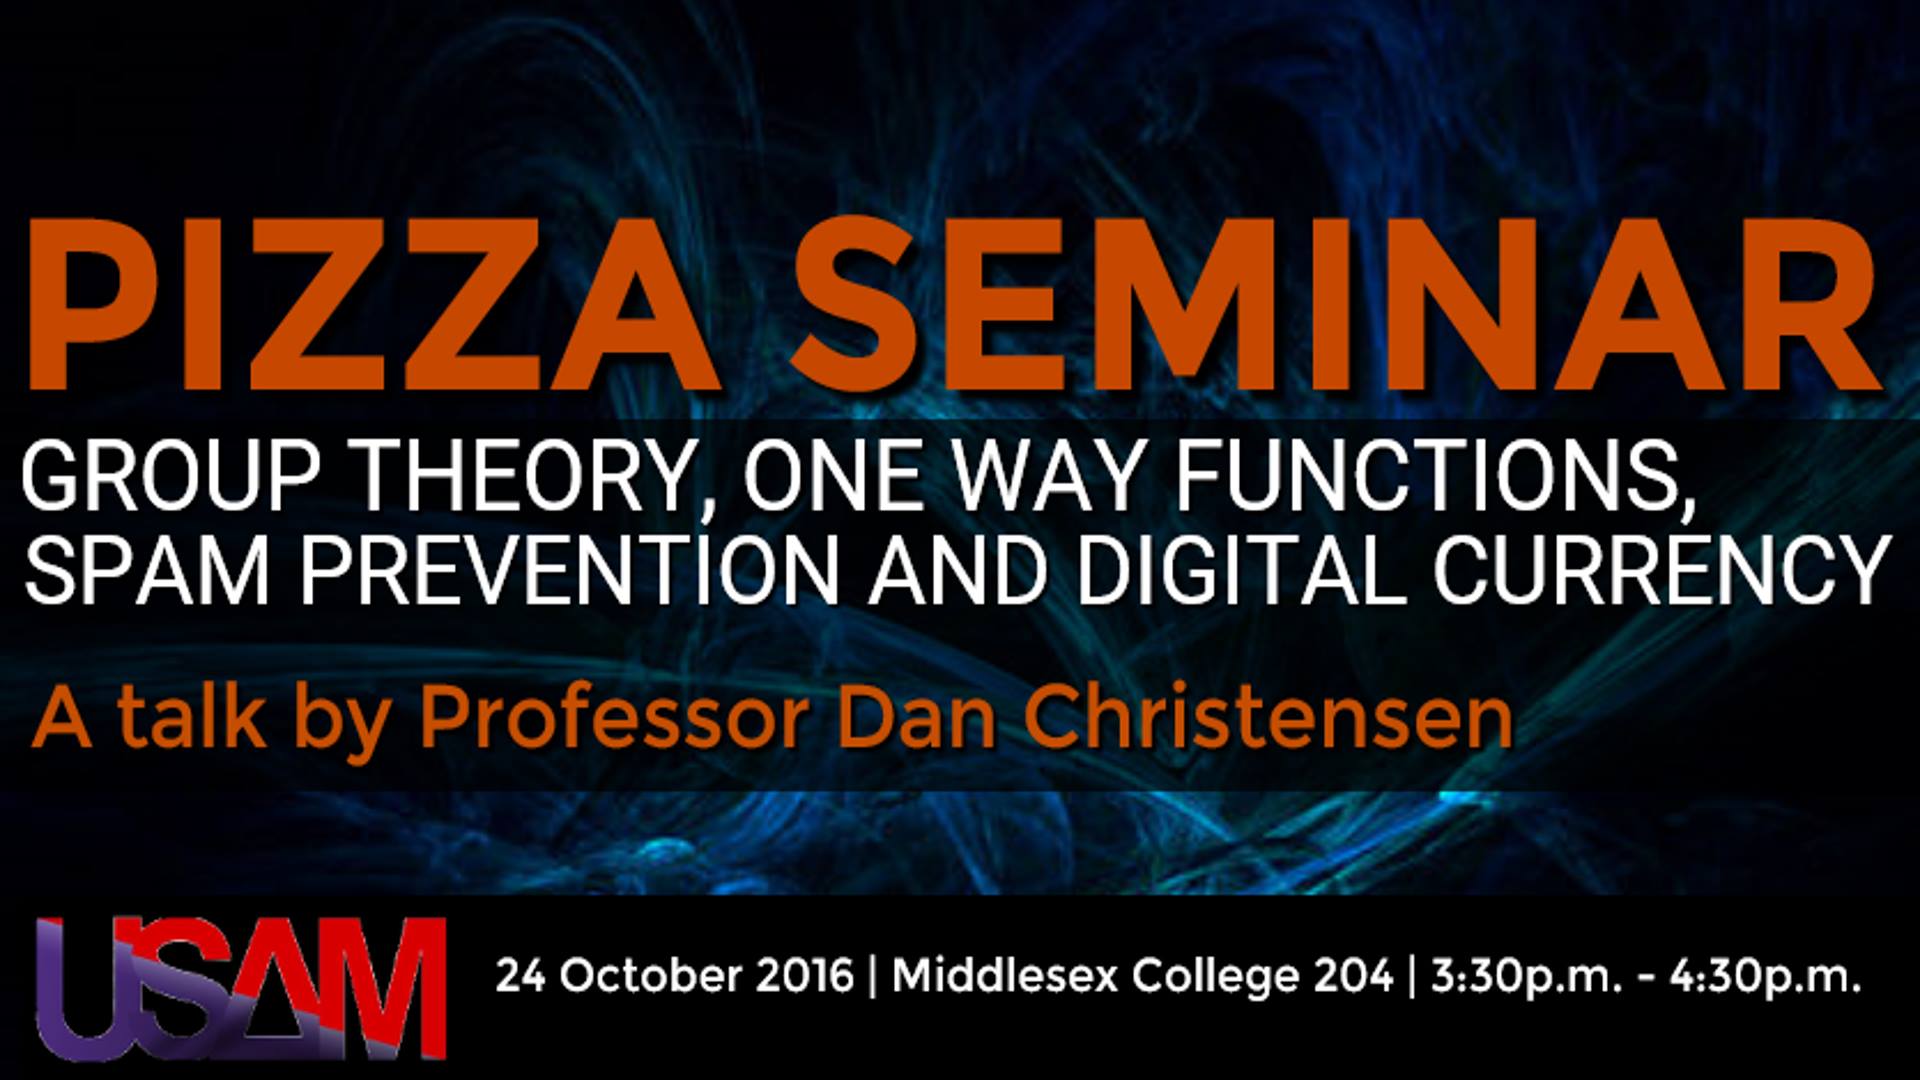 PIZZA SEMINAR
GROUP THEORY, ONE WAY FUNCTIONS,
SPAM PREVENTION AND DIGITAL CURRENCY
A talk by Professor Dan Christensen
USAM
24 October 2016 | Middlesex College 204 | 3:30p.m. - 4:30p.m.